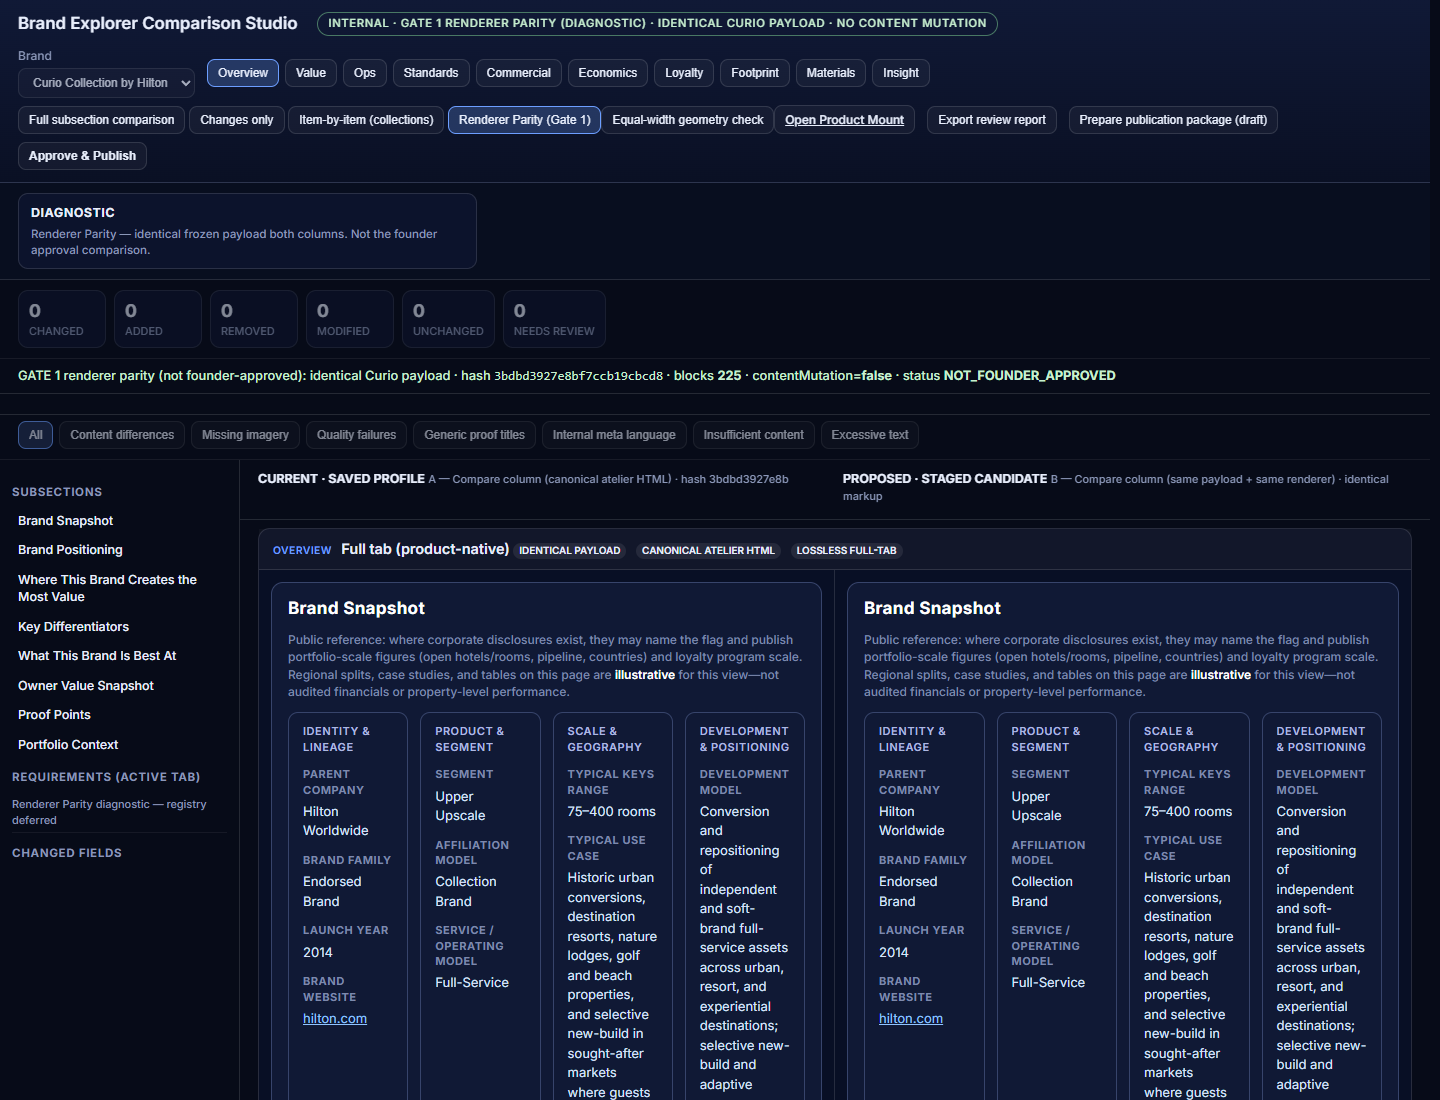 Brand Explorer Comparison Studio
INTERNAL · GATE 1 RENDERER PARITY (DIAGNOSTIC) · IDENTICAL CURIO PAYLOAD · NO CONTENT MUTATION
Brand
Curio Collection by Hilton
Overview
Value
Ops
Standards
Commercial
Economics
Loyalty
Footprint
Materials
Insight
Full subsection comparison
Changes only
Item-by-item (collections)
Renderer Parity (Gate 1)
Equal-width geometry check
Open Product Mount
Export review report
Prepare publication package (draft)
Approve & Publish
DIAGNOSTIC
Renderer Parity — identical frozen payload both columns. Not the founder
approval comparison.
0
CHANGED
0
ADDED
0
REMOVED
0
MODIFIED
0
UNCHANGED
0
NEEDS REVIEW
GATE 1 renderer parity (not founder-approved): identical Curio payload · hash 3bdbd3927e8bf7ccb19cbcd8 · blocks 225 · contentMutation=false · status NOT_FOUNDER_APPROVED
All
Content differences
Missing imagery
Quality failures
Generic proof titles
Internal meta language
Insufficient content
Excessive text
SUBSECTIONS
Brand Snapshot
Brand Positioning
Where This Brand Creates the
Most Value
Key Differentiators
What This Brand Is Best At
Owner Value Snapshot
Proof Points
Portfolio Context
REQUIREMENTS (ACTIVE TAB)
Renderer Parity diagnostic — registry
deferred
CHANGED FIELDS
CURRENT · SAVED PROFILE A — Compare column (canonical atelier HTML) · hash 3bdbd3927e8b
PROPOSED · STAGED CANDIDATE B — Compare column (same payload + same renderer) · identical
markup
OVERVIEW Full tab (product-native) IDENTICAL PAYLOAD CANONICAL ATELIER HTML LOSSLESS FULL-TAB
Brand Snapshot
Public reference: where corporate disclosures exist, they may name the flag and publish
portfolio-scale figures (open hotels/rooms, pipeline, countries) and loyalty program scale.
Regional splits, case studies, and tables on this page are illustrative for this view—not
audited financials or property-level performance.
IDENTITY &
LINEAGE
PARENT
COMPANY
Hilton
Worldwide
BRAND FAMILY
Endorsed
Brand
LAUNCH YEAR
2014
BRAND
WEBSITE
hilton.com
PRODUCT &
SEGMENT
SEGMENT
Upper
Upscale
AFFILIATION
MODEL
Collection
Brand
SERVICE /
OPERATING
MODEL
Full-Service
SCALE &
GEOGRAPHY
TYPICAL KEYS
RANGE
75–400 rooms
TYPICAL USE
CASE
Historic urban
conversions,
destination
resorts, nature
lodges, golf
and beach
properties,
and selective
new-build in
sought-after
markets
where guests
DEVELOPMENT
& POSITIONING
DEVELOPMENT
MODEL
Conversion
and
repositioning
of
independent
and soft-
brand full-
service assets
across urban,
resort, and
experiential
destinations;
selective new-
build and
adaptive
Brand Snapshot
Public reference: where corporate disclosures exist, they may name the flag and publish
portfolio-scale figures (open hotels/rooms, pipeline, countries) and loyalty program scale.
Regional splits, case studies, and tables on this page are illustrative for this view—not
audited financials or property-level performance.
IDENTITY &
LINEAGE
PARENT
COMPANY
Hilton
Worldwide
BRAND FAMILY
Endorsed
Brand
LAUNCH YEAR
2014
BRAND
WEBSITE
hilton.com
PRODUCT &
SEGMENT
SEGMENT
Upper
Upscale
AFFILIATION
MODEL
Collection
Brand
SERVICE /
OPERATING
MODEL
Full-Service
SCALE &
GEOGRAPHY
TYPICAL KEYS
RANGE
75–400 rooms
TYPICAL USE
CASE
Historic urban
conversions,
destination
resorts, nature
lodges, golf
and beach
properties,
and selective
new-build in
sought-after
markets
where guests
DEVELOPMENT
& POSITIONING
DEVELOPMENT
MODEL
Conversion
and
repositioning
of
independent
and soft-
brand full-
service assets
across urban,
resort, and
experiential
destinations;
selective new-
build and
adaptive